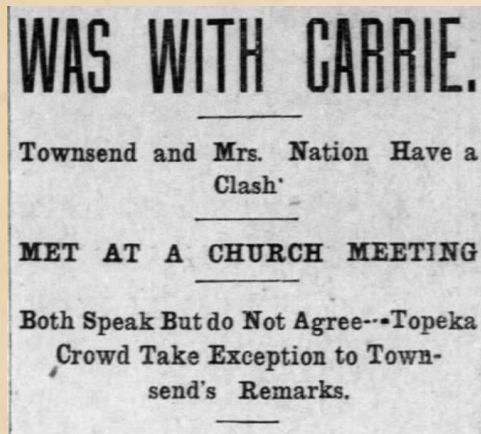 WAS WITH CARRIE.
Townsend and Mrs. Nation Have a
Clash
MET AT A CHURCH MEETING
Both Speak But do Not Agree---Topeka
Crowd Take Exception to Town-
send's Remarks.